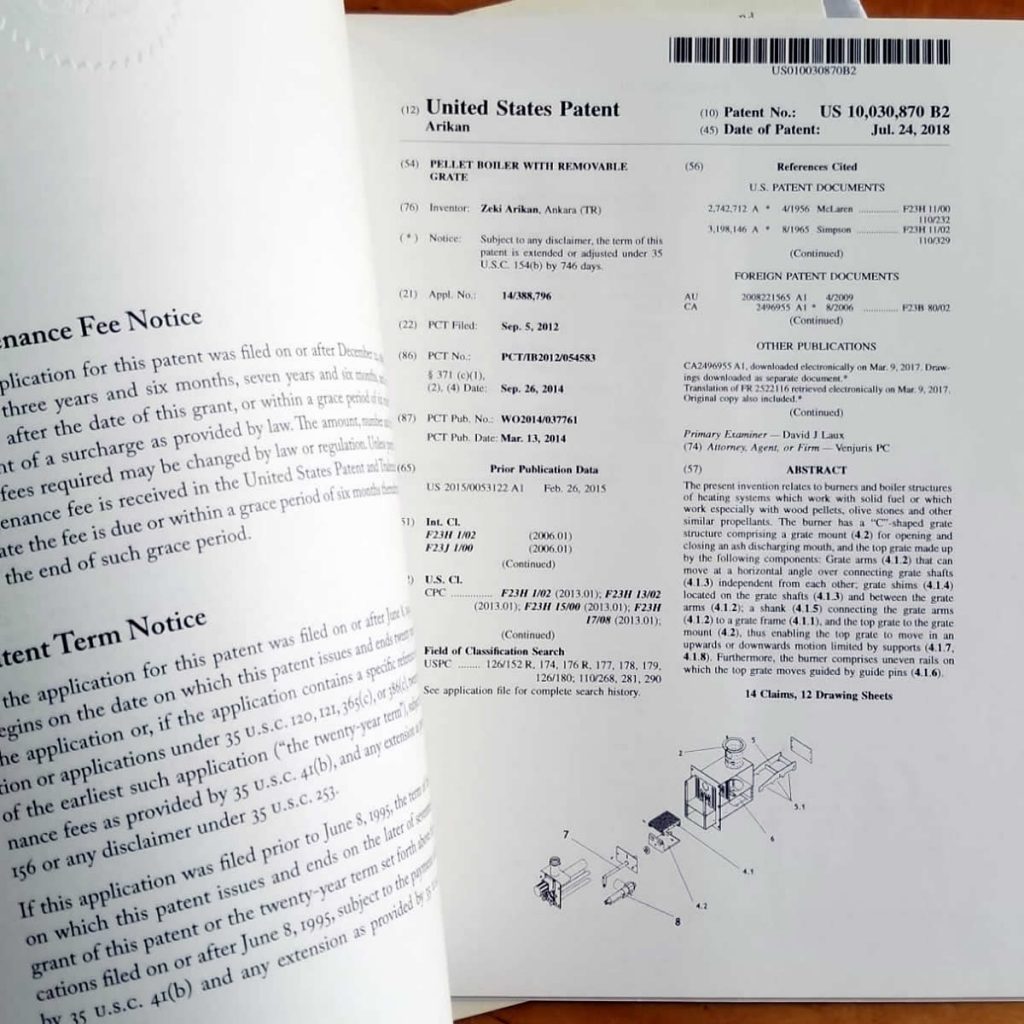 enance Fee Notice
plication for this patent was filed on or after December
three years and six months, seven years and six months,
after the date of this grant, or within a grace period of
nt of a surcharge as provided by law. The amount, number
fees required may be changed by law or regulation. Unless
enance fee is received in the United States Patent and
ate the fee is due or within a grace period of six months
the end of such grace period.
tent Term Notice
the application for this patent was filed on or after June
egins on the date on which this patent issues and ends
he application or, if the application contains a specific
tion or applications under 35 U.S.C. 120, 121, 365(c), or 386(c),
of the earliest such application ("the twenty-year term"),
nance fees as provided by 35 U.S.C. 41(b), and any extension
156 or any disclaimer under 35 U.S.C. 253.
If this application was filed prior to June 8, 1995, the term
on which this patent issues and ends on the later of
grant of this patent or the twenty-year term set forth above
cations filed on or after June 8, 1995, subject to the payment
by 35 U.S.C. 41(b) and any extension as provided by 35
US010030870B2
(12) United States Patent
Arikan
(10) Patent No.: US 10,030,870 B2
(45) Date of Patent: Jul. 24, 2018
(54) PELLET BOILER WITH REMOVABLE
GRATE
(76) Inventor: Zeki Arikan, Ankara (TR)
(*) Notice: Subject to any disclaimer, the term of this
patent is extended or adjusted under 35
U.S.C. 154(b) by 746 days.
(21) Appl. No.: 14/388,796
(22) PCT Filed: Sep. 5, 2012
(86) PCT No.: PCT/IB2012/054583
§ 371 (c)(1),
(2), (4) Date: Sep. 26, 2014
(87) PCT Pub. No.: WO2014/037761
PCT Pub. Date: Mar. 13, 2014
(65) Prior Publication Data
US 2015/0053122 A1 Feb. 26, 2015
51) Int. Cl.
F23H 1/02 (2006.01)
F23J 1/00 (2006.01)
(Continued)
) U.S. Cl.
CPC .............. F23H 1/02 (2013.01); F23H 13/02
(2013.01); F23H 15/00 (2013.01); F23H
17/08 (2013.01);
(Continued)
Field of Classification Search
USPC ........ 126/152 R, 174, 176 R, 177, 178, 179,
126/180; 110/268, 281, 290
See application file for complete search history.
(56) References Cited
U.S. PATENT DOCUMENTS
2,742,712 A * 4/1956 McLaren .............. F23H 11/00
110/232
3,198,146 A * 8/1965 Simpson .............. F23H 11/02
110/329
(Continued)
FOREIGN PATENT DOCUMENTS
AU 2008221565 A1 4/2009
CA 2496955 A1 * 8/2006 .............. F23B 80/02
(Continued)
OTHER PUBLICATIONS
CA2496955 A1, downloaded electronically on Mar. 9, 2017. Draw-
ings downloaded as separate document.*
Translation of FR 2522116 retrieved electronically on Mar. 9, 2017.
Original copy also included.*
(Continued)
Primary Examiner — David J Laux
(74) Attorney, Agent, or Firm — Venjuris PC
(57) ABSTRACT
The present invention relates to burners and boiler structures
of heating systems which work with solid fuel or which
work especially with wood pellets, olive stones and other
similar propellants. The burner has a "C"-shaped grate
structure comprising a grate mount (4.2) for opening and
closing an ash discharging mouth, and the top grate made up
by the following components: Grate arms (4.1.2) that can
move at a horizontal angle over connecting grate shafts
(4.1.3) independent from each other; grate shims (4.1.4)
located on the grate shafts (4.1.3) and between the grate
arms (4.1.2); a shank (4.1.5) connecting the grate arms
(4.1.2) to a grate frame (4.1.1), and the top grate to the grate
mount (4.2), thus enabling the top grate to move in an
upwards or downwards motion limited by supports (4.1.7,
4.1.8). Furthermore, the burner comprises uneven rails on
which the top grate moves guided by guide pins (4.1.6).
14 Claims, 12 Drawing Sheets
2
5
5.1
6
7
4.1
4.2
8